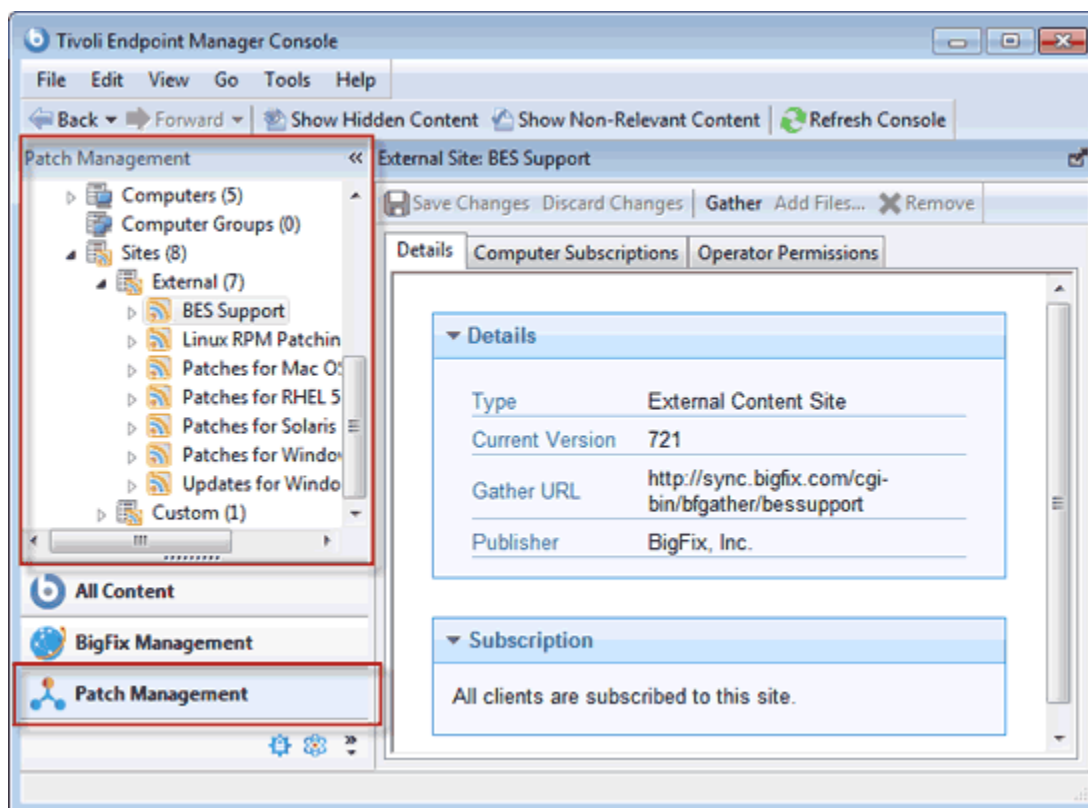 Tivoli Endpoint Manager Console
File Edit View Go Tools Help
Back Forward Show Hidden Content Show Non-Relevant Content Refresh Console
Patch Management
Computers (5)
Computer Groups (0)
Sites (8)
External (7)
BES Support
Linux RPM Patchin
Patches for Mac O
Patches for RHEL 5
Patches for Solaris
Patches for Windo
Updates for Windo
Custom (1)
All Content
BigFix Management
Patch Management
External Site: BES Support
Save Changes Discard Changes Gather Add Files... Remove
Details Computer Subscriptions Operator Permissions
Details
Type External Content Site
Current Version 721
Gather URL http://sync.bigfix.com/cgi-
bin/bfgather/bessupport
Publisher BigFix, Inc.
Subscription
All clients are subscribed to this site.